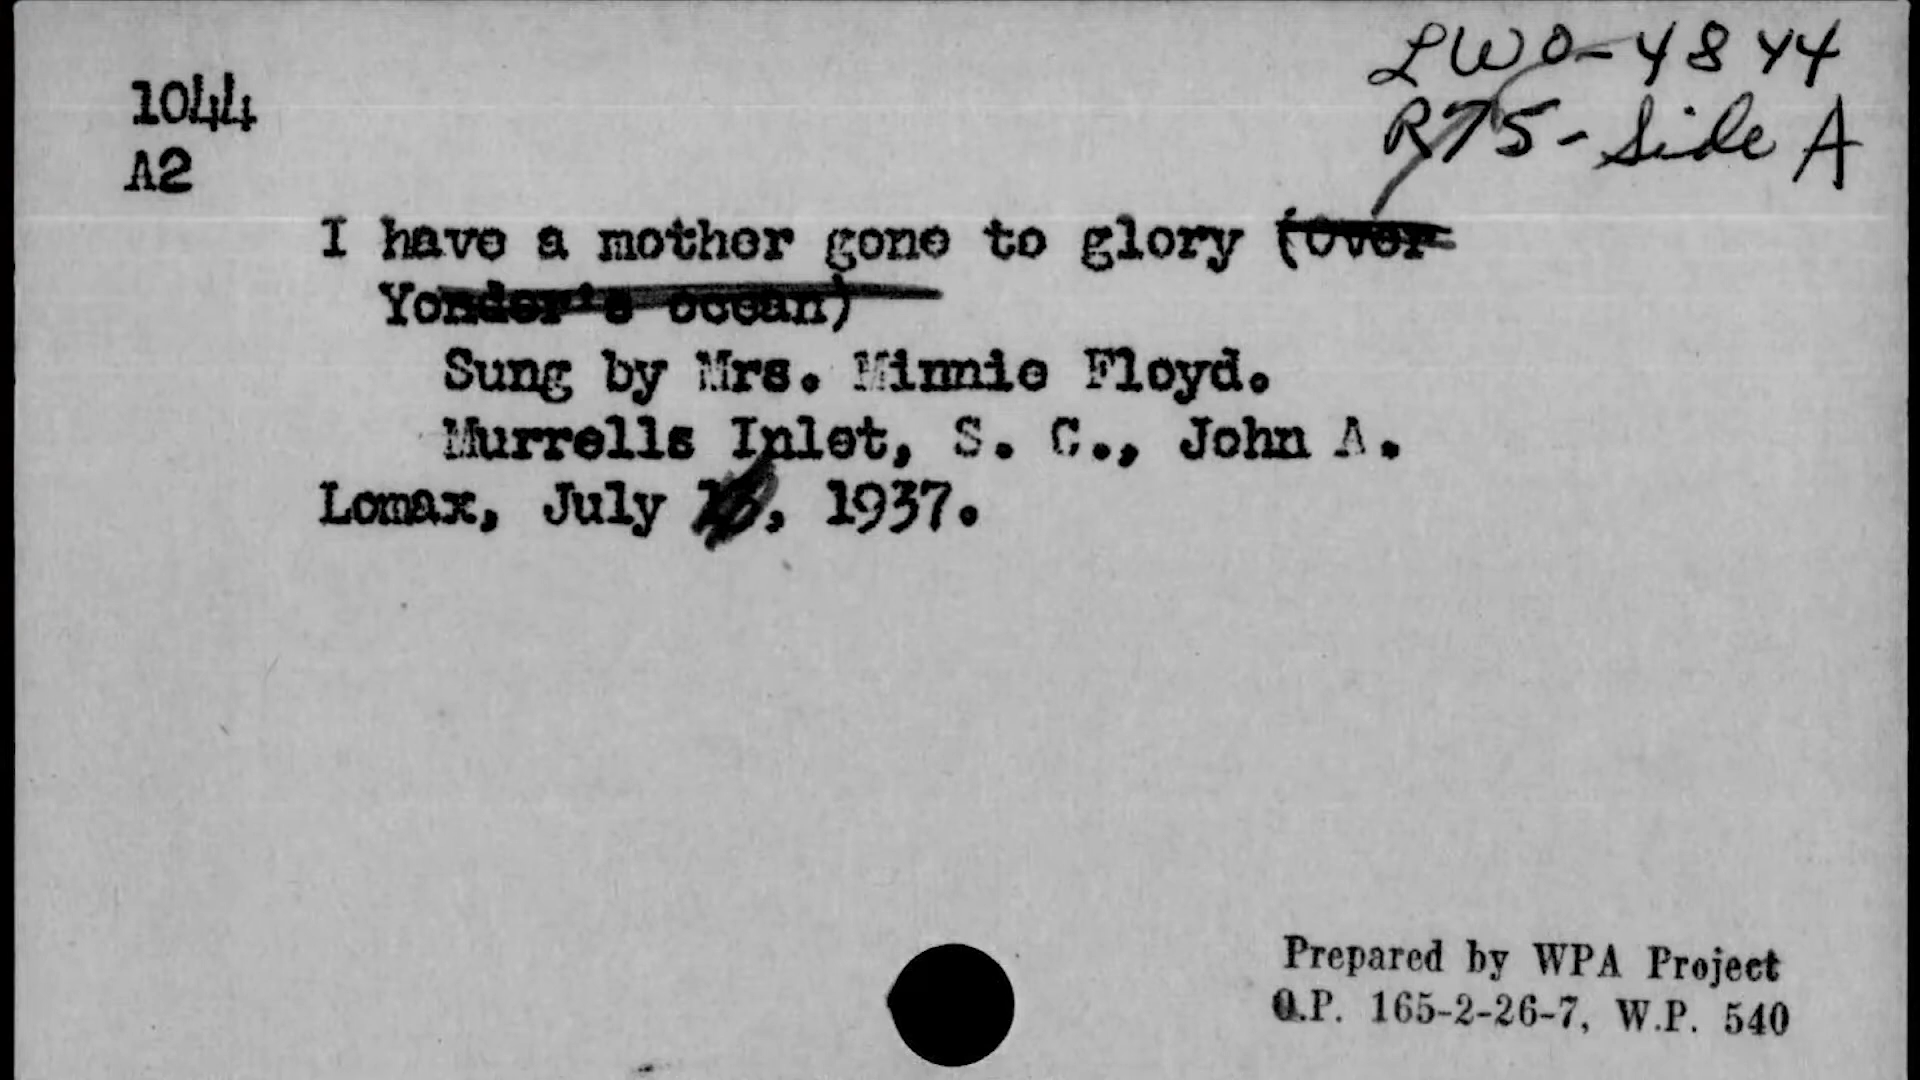 LWO-4844
R75-Side A
1044
A2
I have a mother gone to glory (Over
Yonder's ocean)
Sung by Mrs. Minnie Floyd.
Murrells Inlet, S. C., John A.
Lomax, July , 1937.
Prepared by WPA Project
O.P. 165-2-26-7, W.P. 540